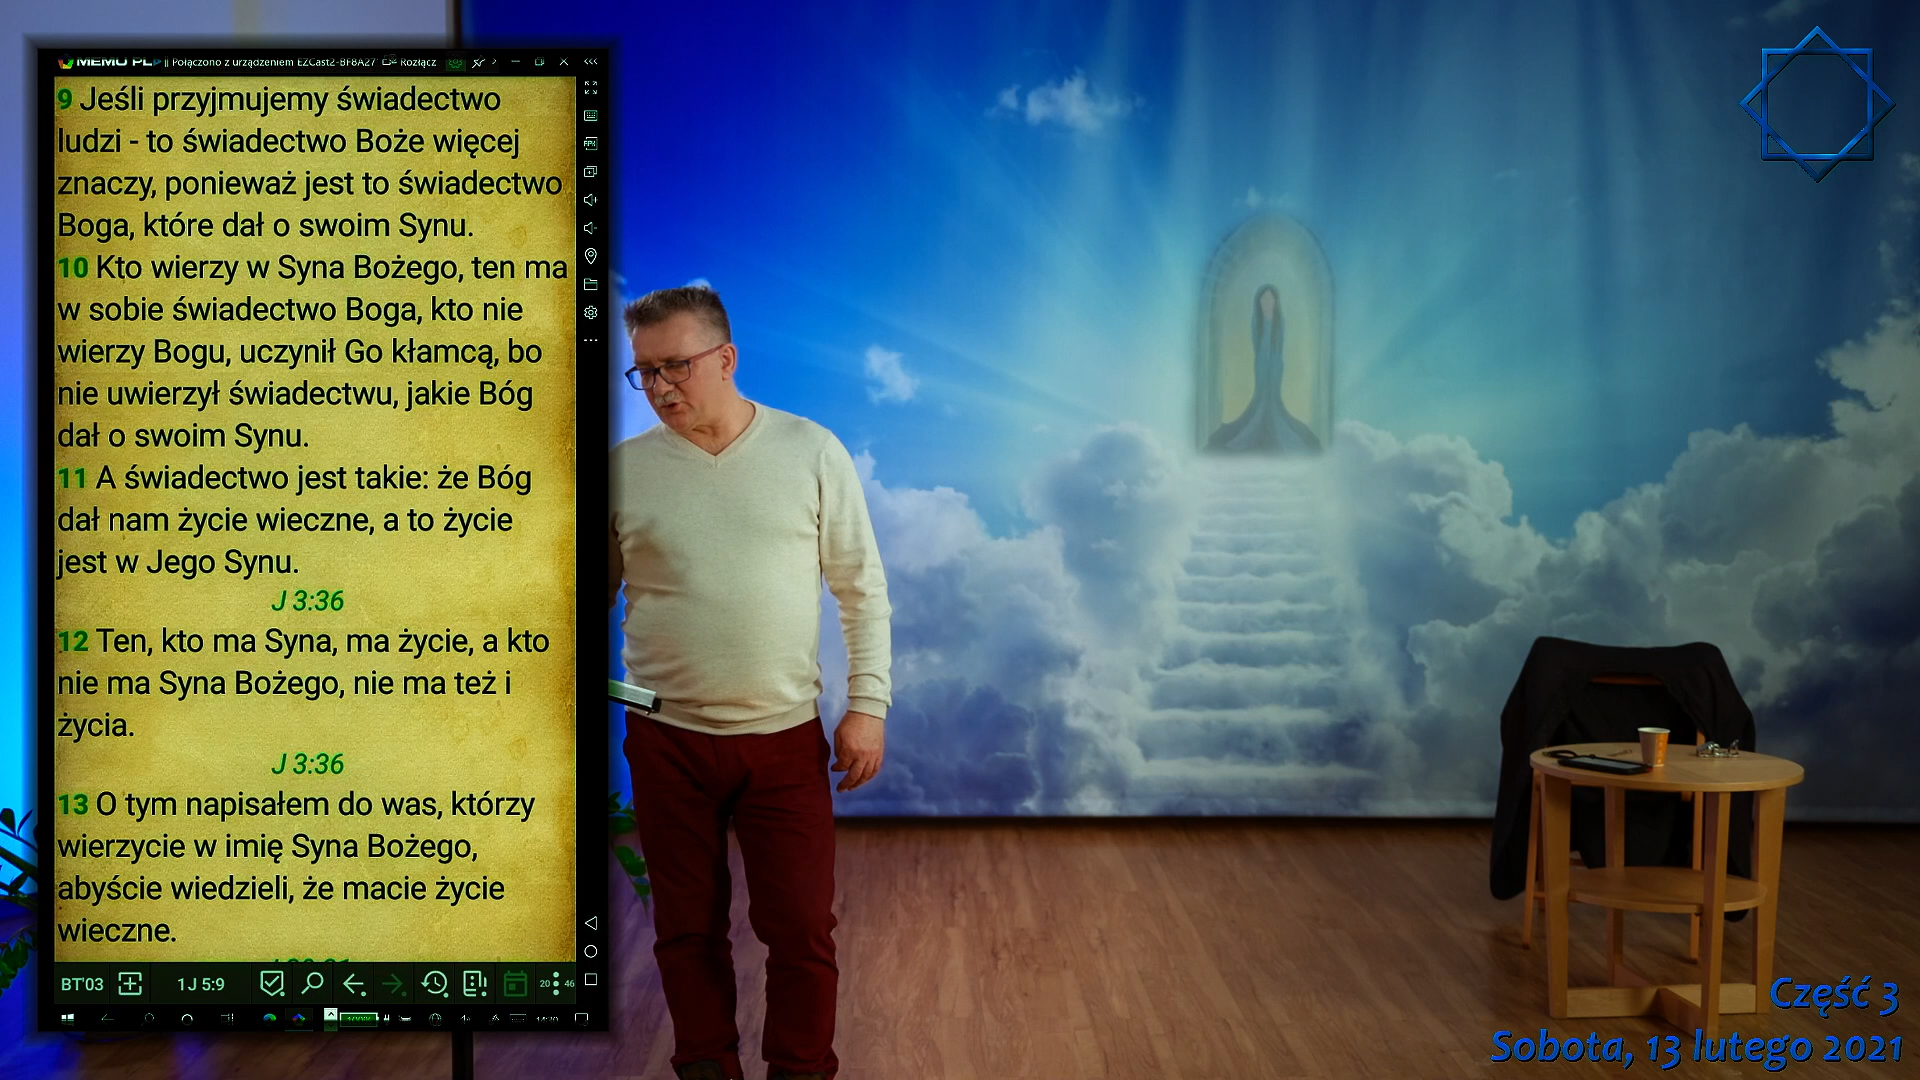 MEMU PL
Połączono z urządzeniem EZCast2-BF8A27 Rozłącz
9 Jeśli przyjmujemy świadectwo
ludzi - to świadectwo Boże więcej
znaczy, ponieważ jest to świadectwo
Boga, które dał o swoim Synu.
10 Kto wierzy w Syna Bożego, ten ma
w sobie świadectwo Boga, kto nie
wierzy Bogu, uczynił Go kłamcą, bo
nie uwierzył świadectwu, jakie Bóg
dał o swoim Synu.
11 A świadectwo jest takie: że Bóg
dał nam życie wieczne, a to życie
jest w Jego Synu.
J 3:36
12 Ten, kto ma Syna, ma życie, a kto
nie ma Syna Bożego, nie ma też i
życia.
J 3:36
13 O tym napisałem do was, którzy
wierzycie w imię Syna Bożego,
abyście wiedzieli, że macie życie
wieczne.
BT'03 1J 5:9 20 46
Część 3
Sobota, 13 lutego 2021